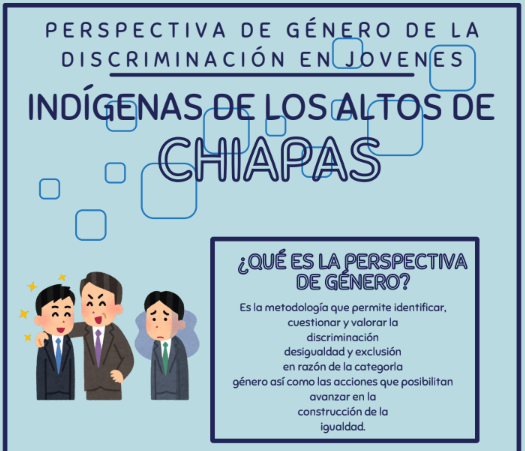 PERSPECTIVA DE GÉNERO DE LA
DISCRIMINACIÓN EN JOVENES
INDÍGENAS DE LOS ALTOS DE
CHIAPAS
¿QUÉ ES LA PERSPECTIVA
DE GÉNERO?
Es la metodología que permite identificar,
cuestionar y valorar la
discriminación
desigualdad y exclusión
en razón de la categorla
género así como las acciones que posibilitan
avanzar en la
construcción de la
igualdad.